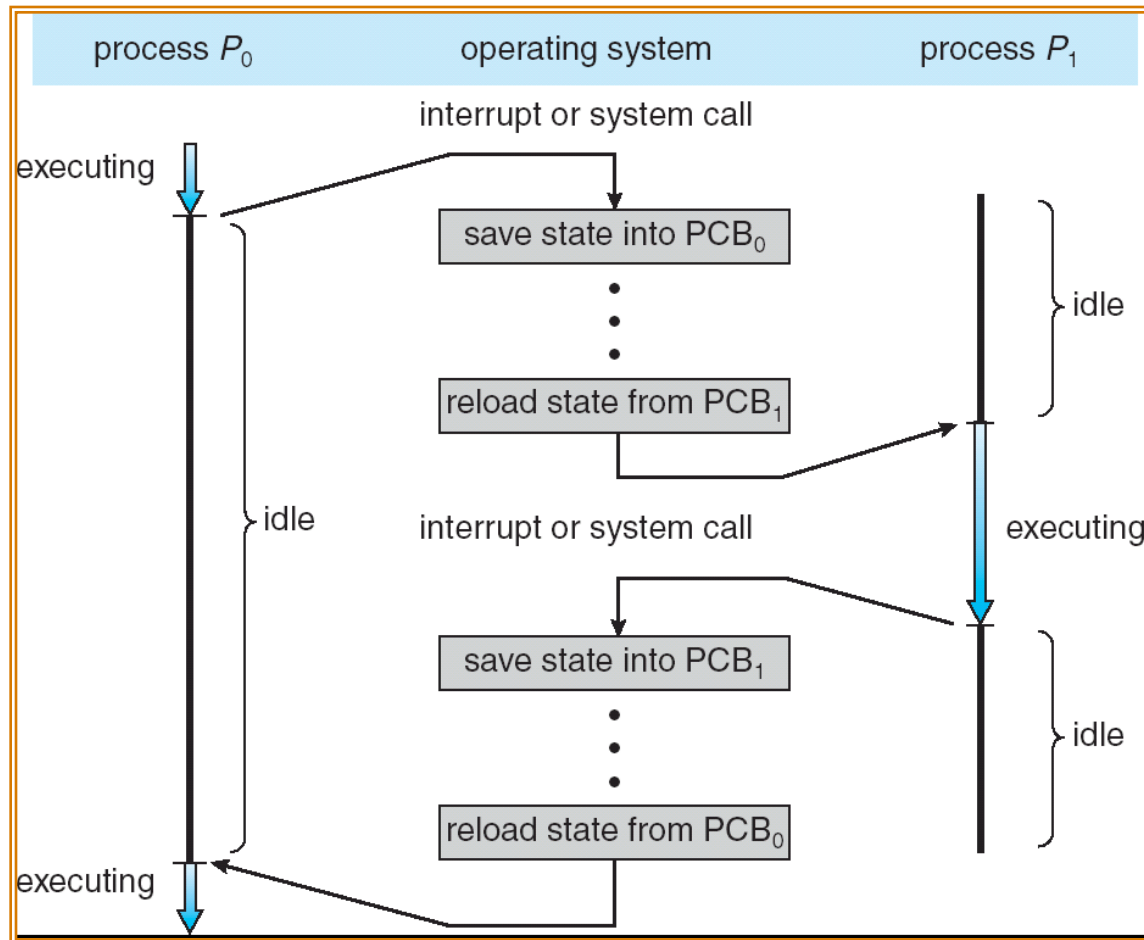 process P₀ operating system process P₁
interrupt or system call
executing
save state into PCB₀
idle
reload state from PCB₁
idle
interrupt or system call
executing
save state into PCB₁
idle
reload state from PCB₀
executing